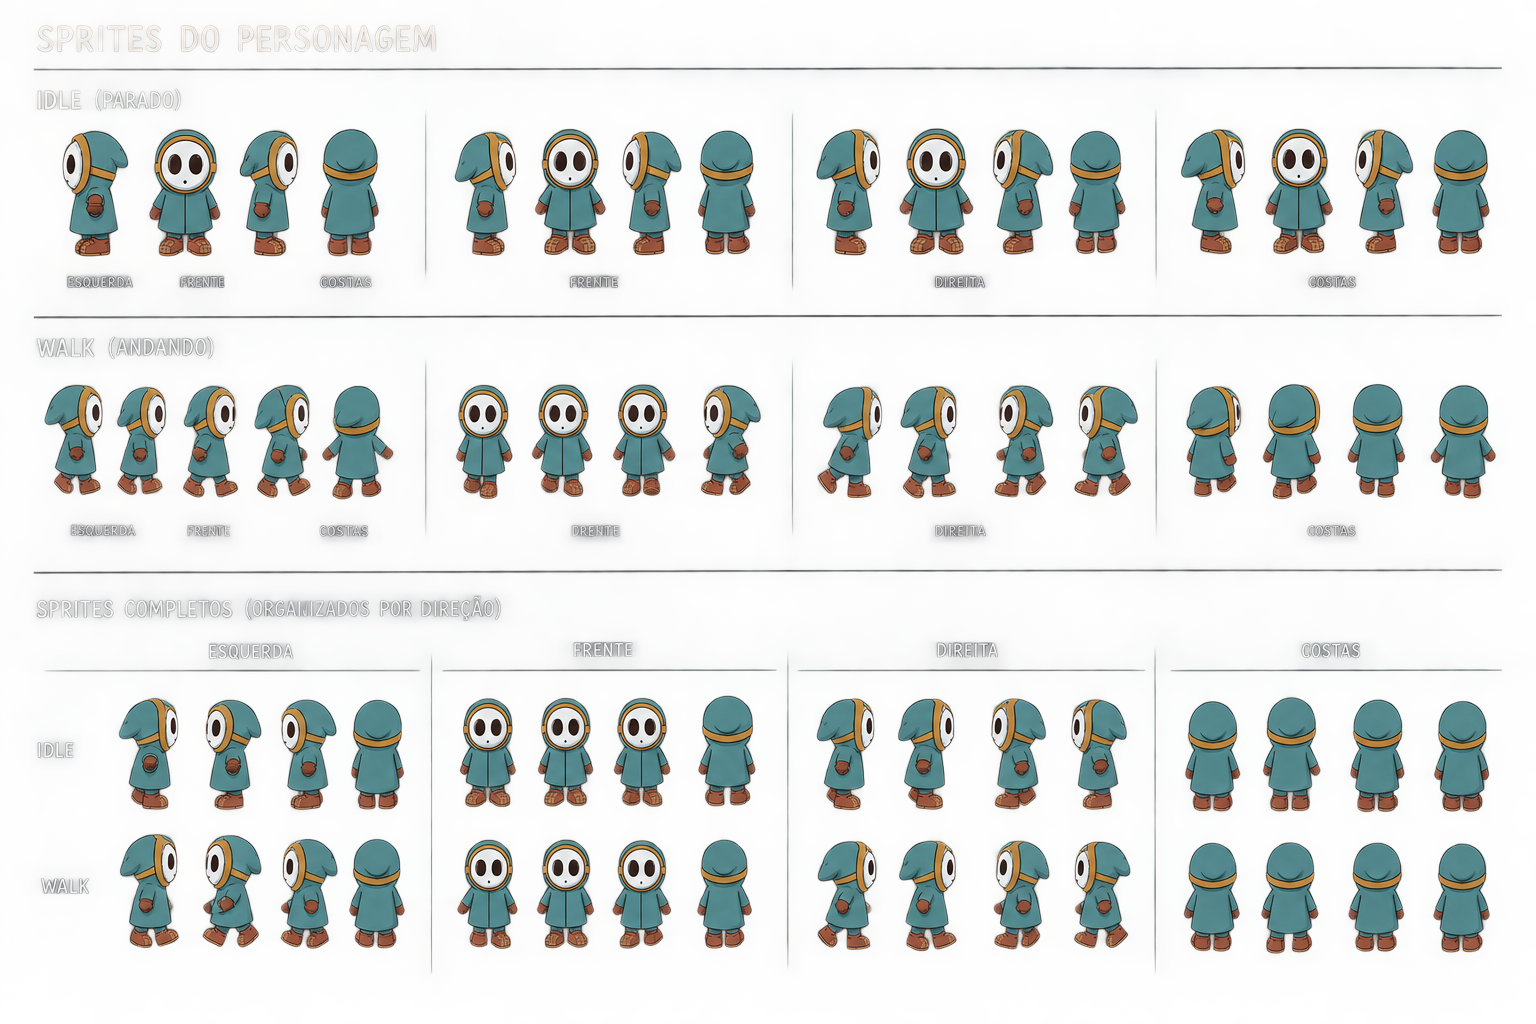 SPRITES DO PERSONAGEM
IDLE (PARADO)
ESQUERDA FRENTE COSTAS FRENTE DIREITA COSTAS
WALK (ANDANDO)
ESQUERDA FRENTE COSTAS DRENTE DIREITA COSTAS
SPRITES COMPLETOS (ORGANIZADOS POR DIREÇÃO)
ESQUERDA FRENTE DIREITA COSTAS
IDLE
WALK